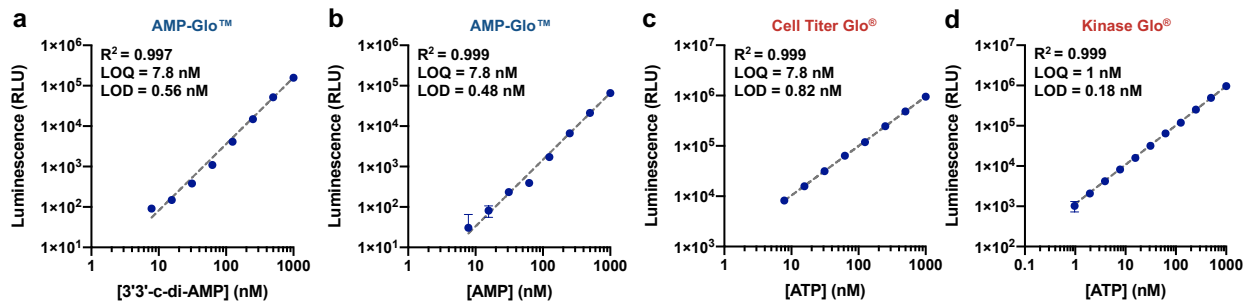 a
AMP-Glo™
R² = 0.997
LOQ = 7.8 nM
LOD = 0.56 nM
Luminescence (RLU)
1×10⁶
1×10⁵
1×10⁴
1×10³
1×10²
1×10¹
1 10 100 1000
[3'3'-c-di-AMP] (nM)
b
AMP-Glo™
R² = 0.999
LOQ = 7.8 nM
LOD = 0.48 nM
Luminescence (RLU)
1×10⁶
1×10⁵
1×10⁴
1×10³
1×10²
1×10¹
1 10 100 1000
[AMP] (nM)
c
Cell Titer Glo®
R² = 0.999
LOQ = 7.8 nM
LOD = 0.82 nM
Luminescence (RLU)
1×10⁷
1×10⁶
1×10⁵
1×10⁴
1×10³
1 10 100 1000
[ATP] (nM)
d
Kinase Glo®
R² = 0.999
LOQ = 1 nM
LOD = 0.18 nM
Luminescence (RLU)
1×10⁷
1×10⁶
1×10⁵
1×10⁴
1×10³
1×10²
0.1 1 10 100 1000
[ATP] (nM)